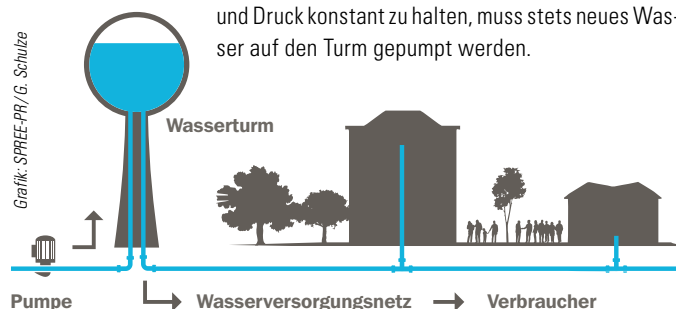 und Druck konstant zu halten, muss stets neues Was-
ser auf den Turm gepumpt werden.
Grafik: SPREE-PR/G. Schulze
Wasserturm
Pumpe
Wasserversorgungsnetz
Verbraucher